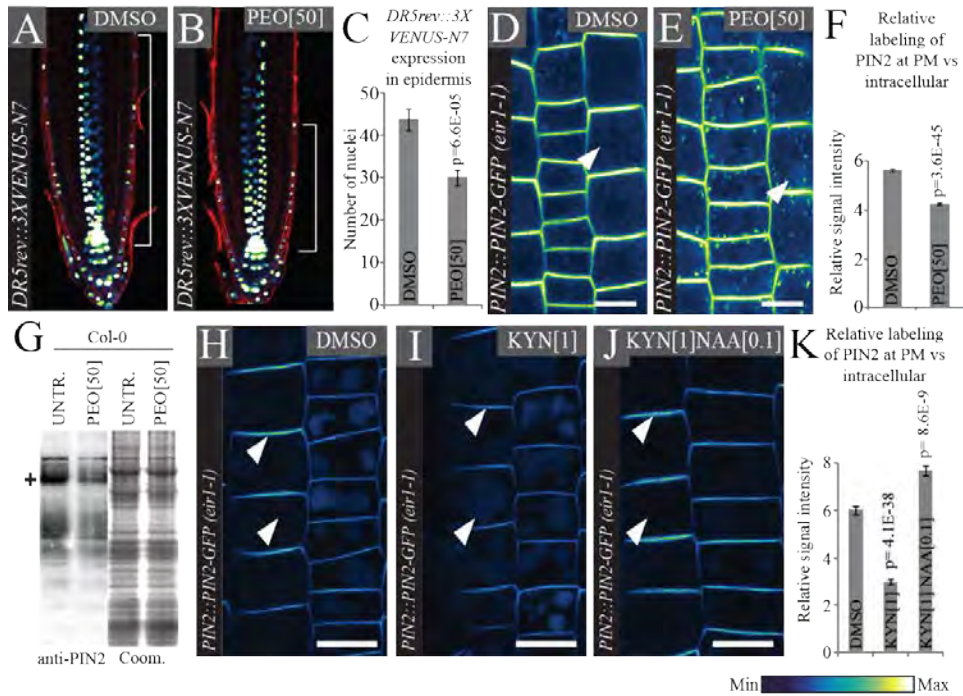 A
DMSO
DR5rev::3XVENUS-N7
B
PEO[50]
DR5rev::3XVENUS-N7
C
DR5rev::3X
VENUS-N7
expression
in epidermis
Number of nuclei
50
40
30
20
10
0
DMSO
PEO[50]
p=6.6E-05
D
DMSO
PIN2::PIN2-GFP (eir1-1)
E
PEO[50]
PIN2::PIN2-GFP (eir1-1)
F
Relative
labeling of
PIN2 at PM vs
intracellular
Relative signal intensity
6
4
2
0
DMSO
PEO[50]
p=3.6E-45
G
Col-0
UNTR.
PEO[50]
UNTR.
PEO[50]
+
anti-PIN2
Coom.
H
DMSO
PIN2::PIN2-GFP (eir1-1)
I
KYN[1]
PIN2::PIN2-GFP (eir1-1)
J
KYN[1]NAA[0.1]
PIN2::PIN2-GFP (eir1-1)
K
Relative labeling
of PIN2 at PM vs
intracellular
Relative signal intensity
8
6
4
2
0
DMSO
KYN[1]
p= 4.1E-38
KYN[1]NAA[0.1]
p= 8.6E-9
Min
Max